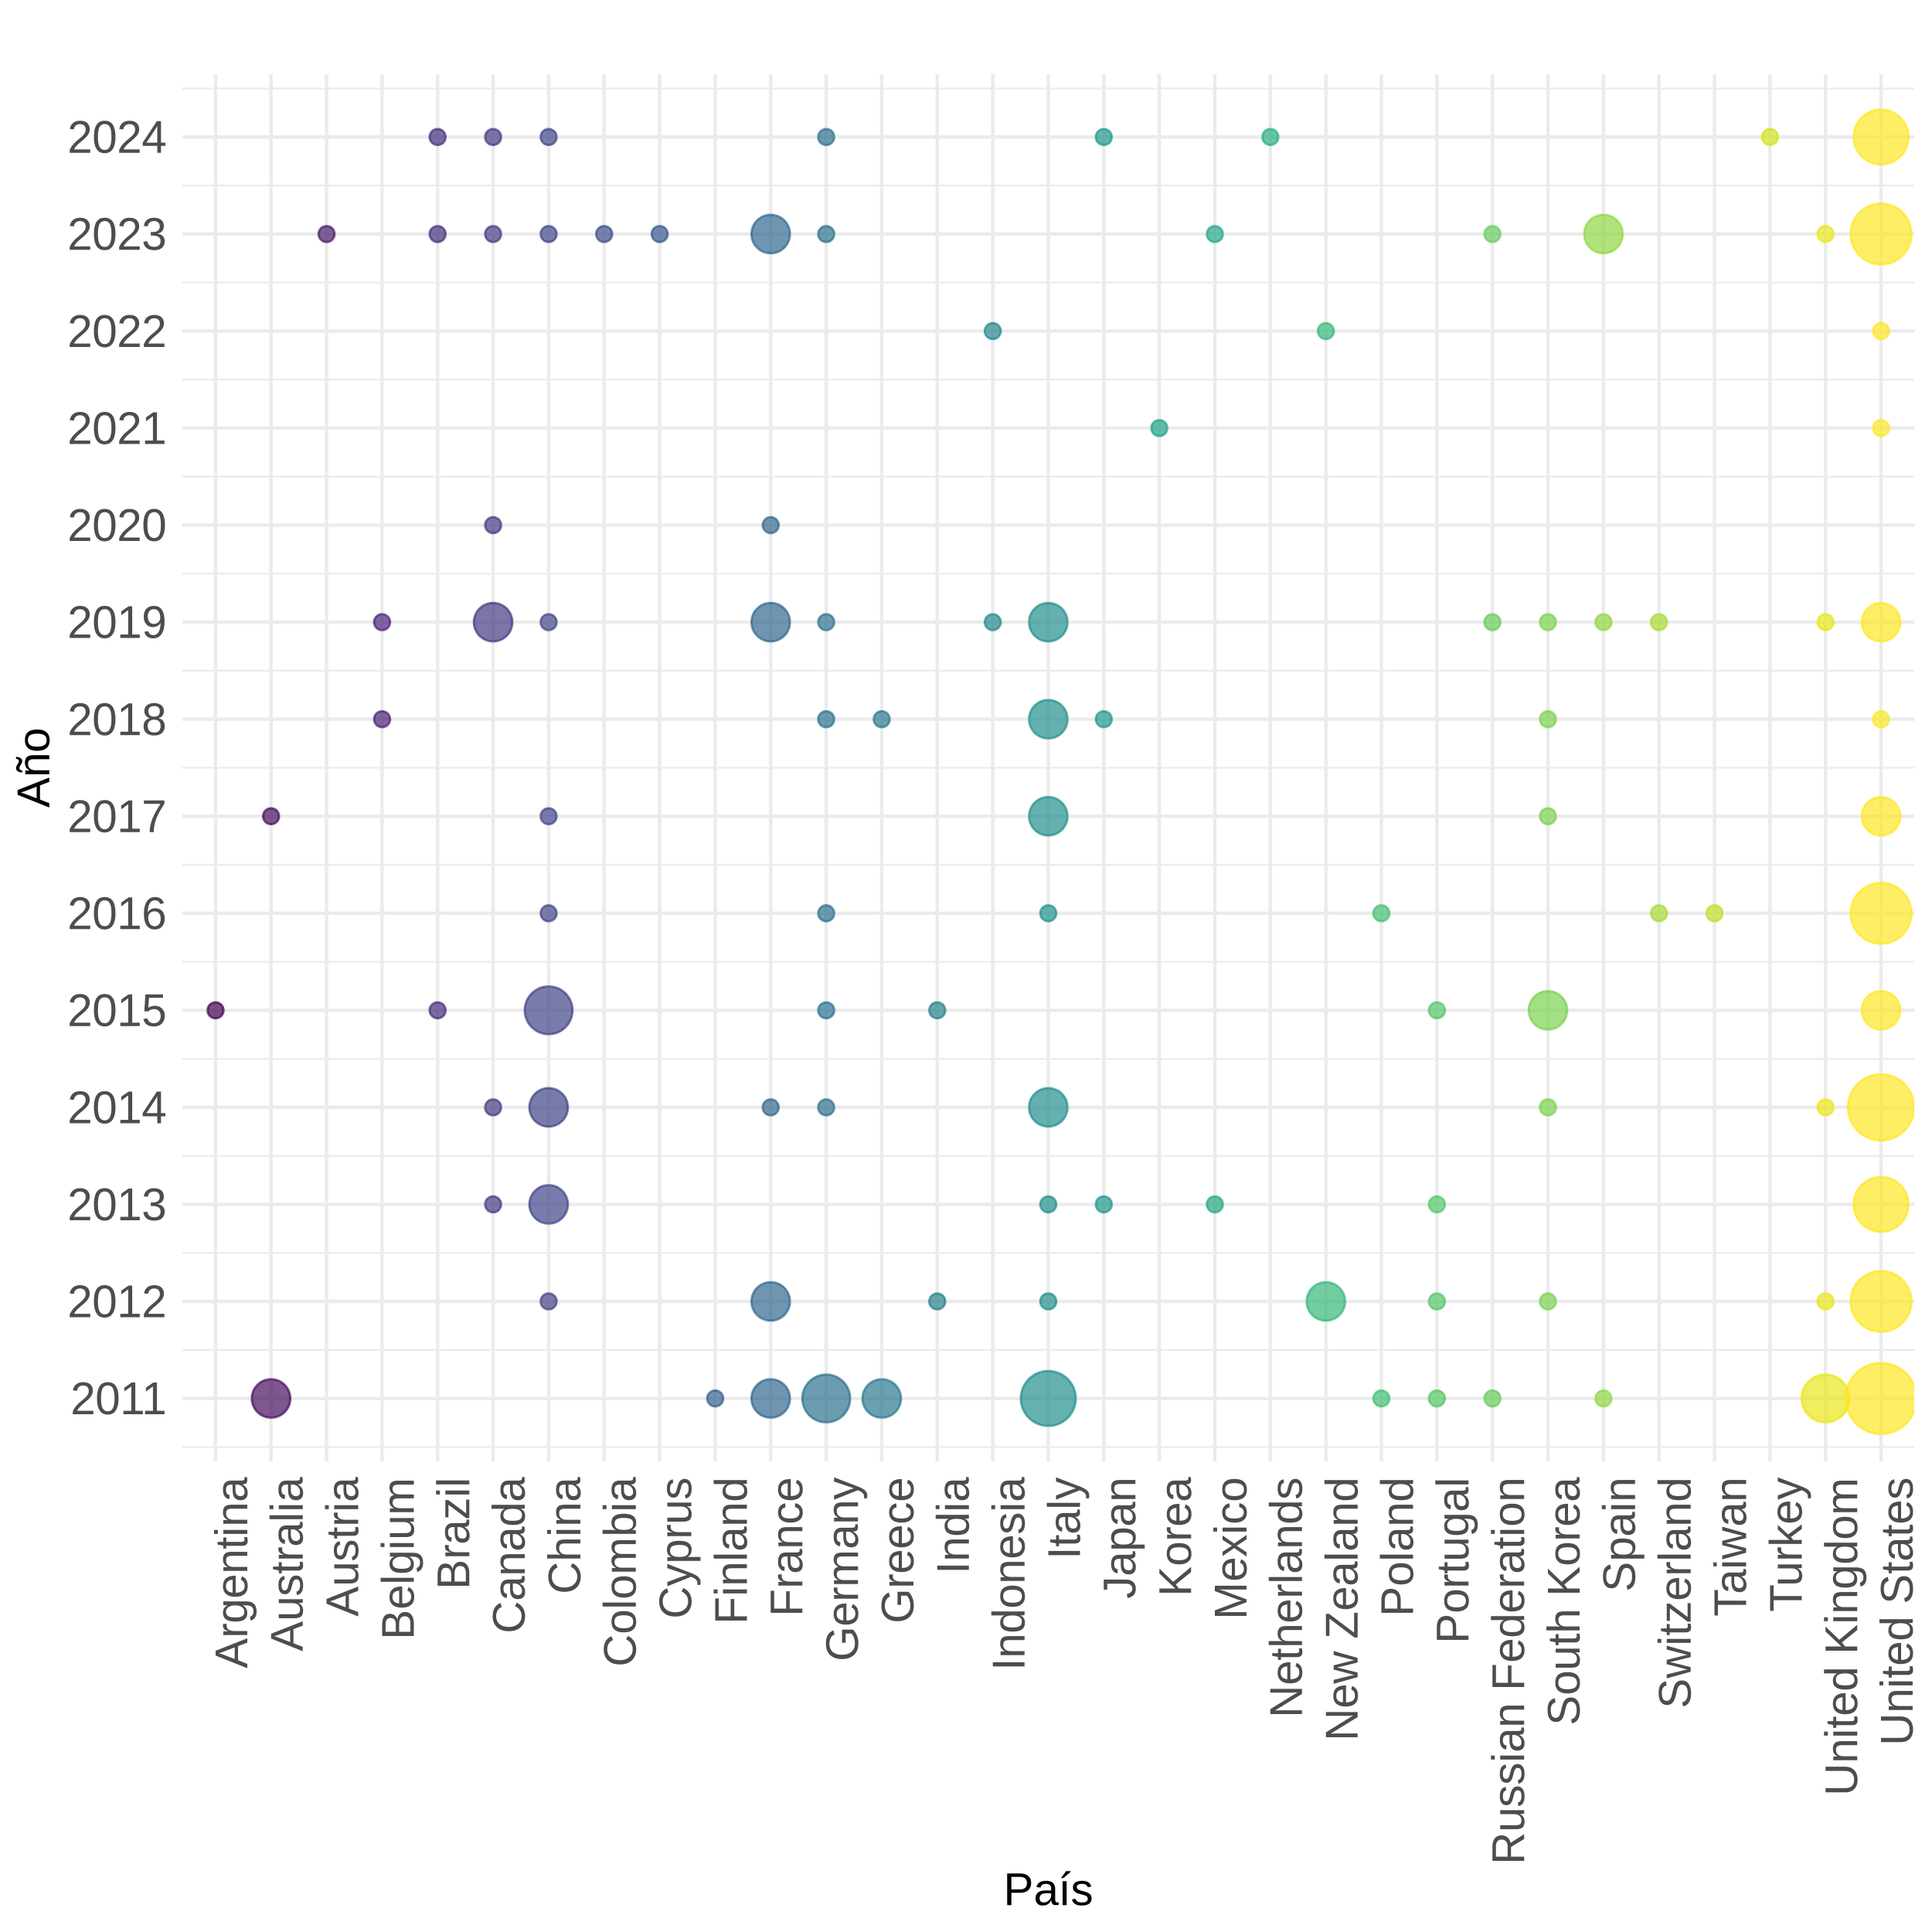 2024
2023
2022
2021
2020
2019
2018
2017
2016
2015
2014
2013
2012
2011
Año
Argentina
Australia
Austria
Belgium
Brazil
Canada
China
Colombia
Cyprus
Finland
France
Germany
Greece
India
Indonesia
Italy
Japan
Korea
Mexico
Netherlands
New Zealand
Poland
Portugal
Russian Federation
South Korea
Spain
Switzerland
Taiwan
Turkey
United Kingdom
United States
País